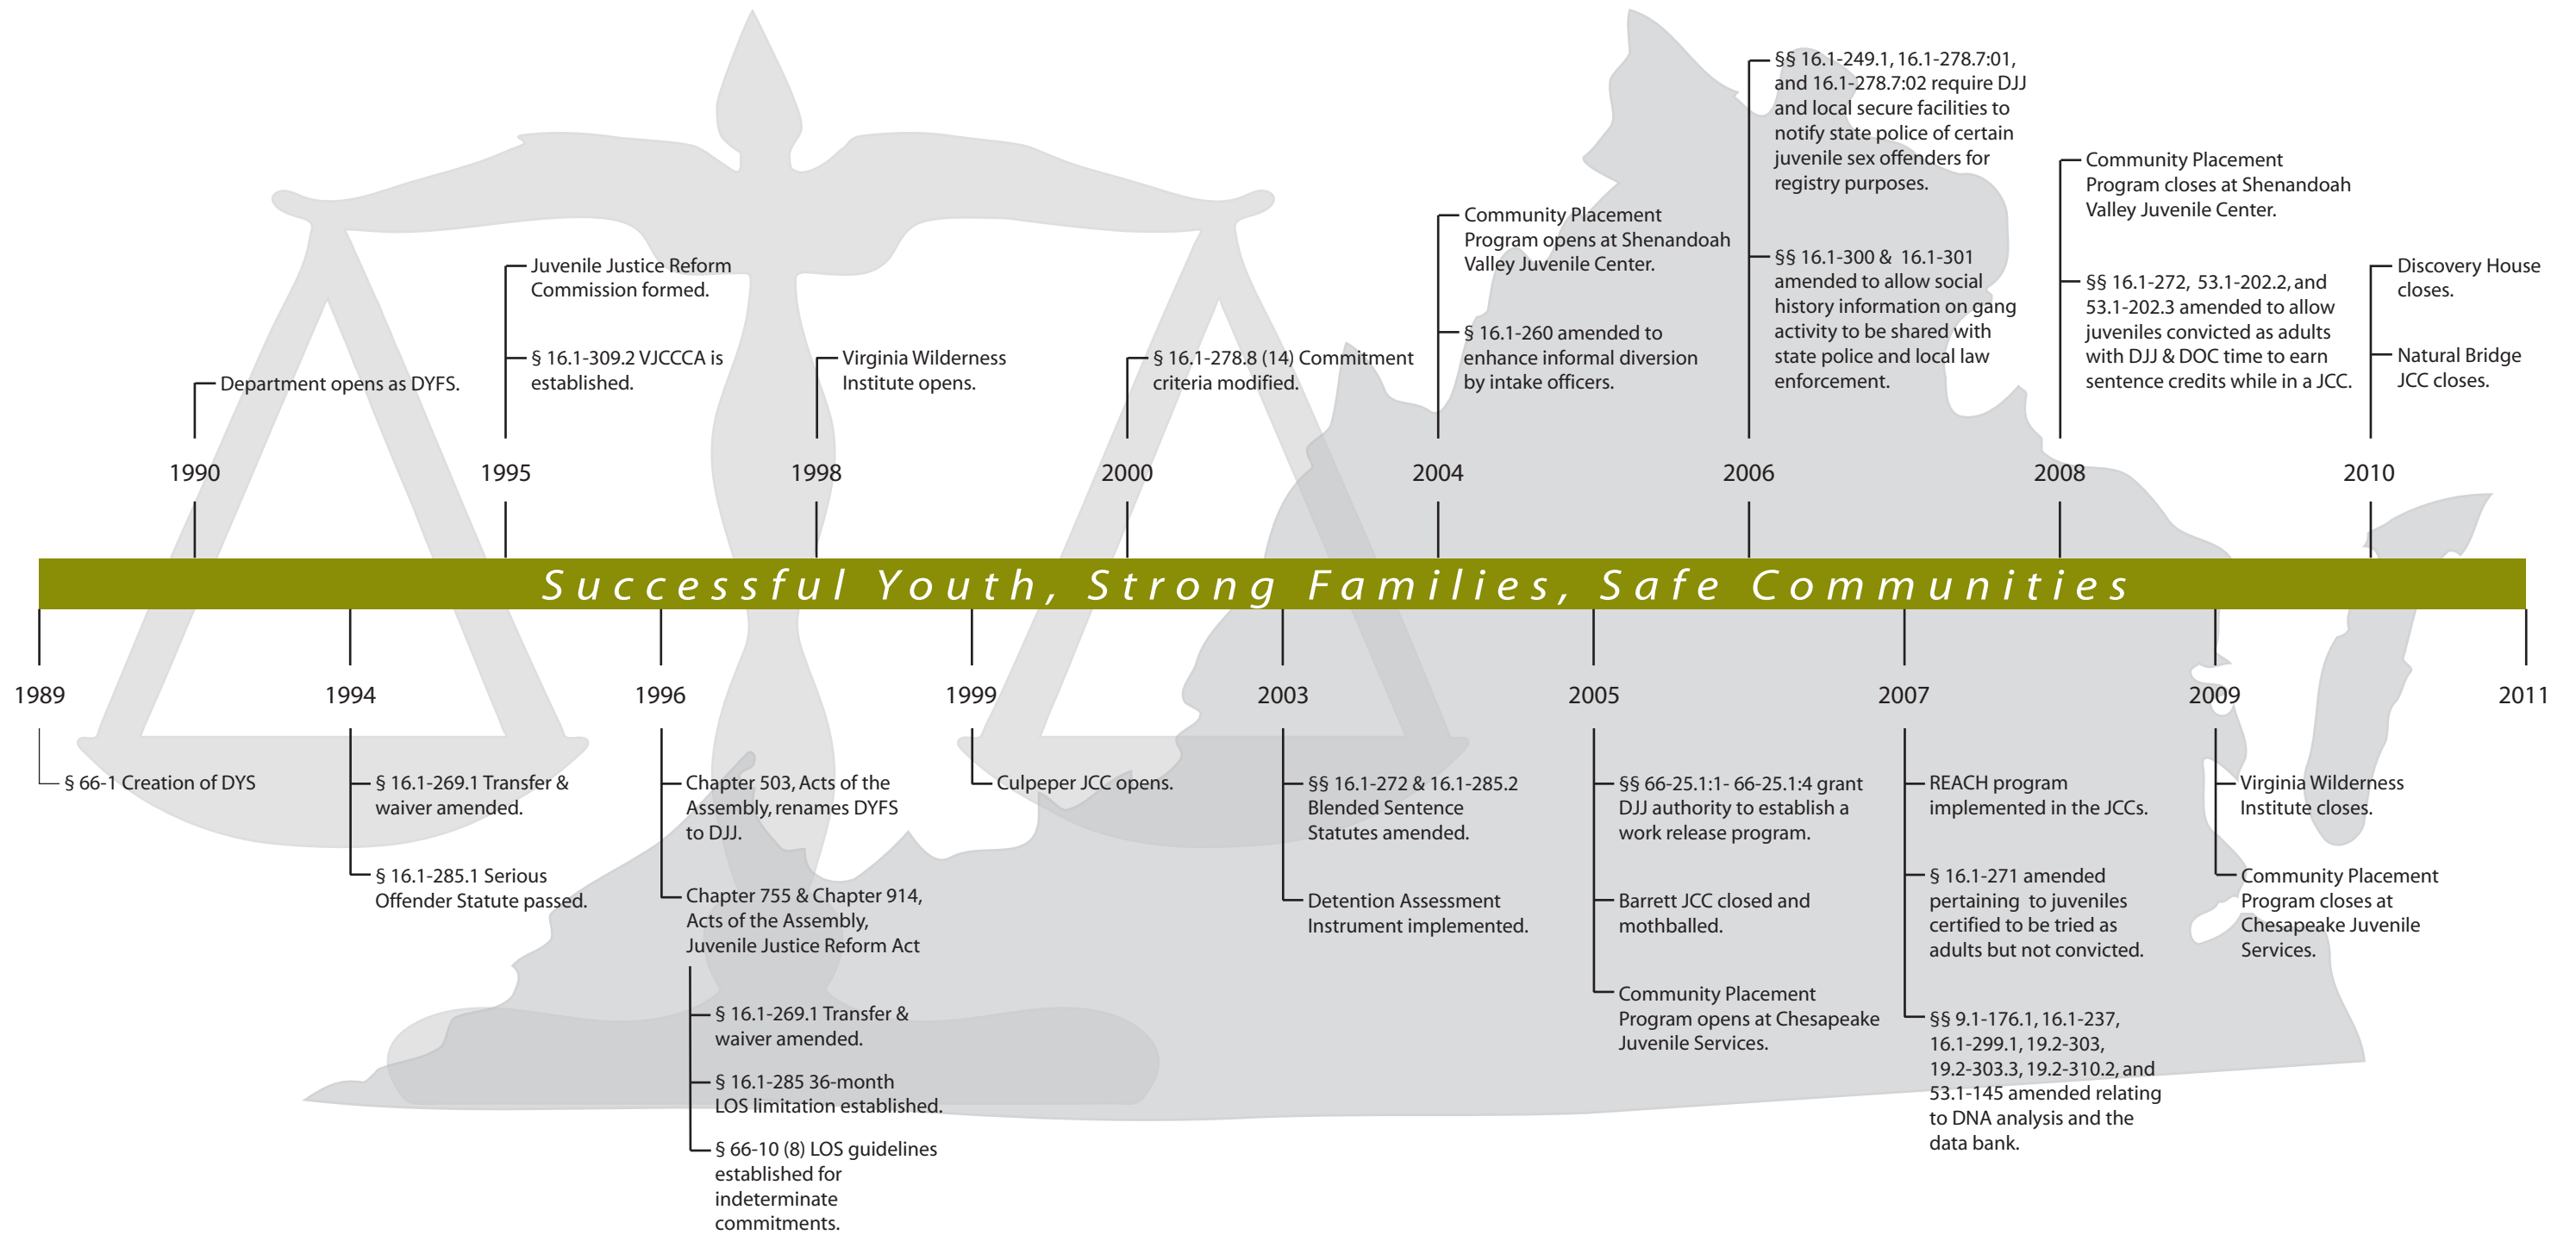 §§ 16.1-249.1, 16.1-278.7:01,
and 16.1-278.7:02 require DJJ
and local secure facilities to
notify state police of certain
juvenile sex offenders for
registry purposes.
§§ 16.1-300 & 16.1-301
amended to allow social
history information on gang
activity to be shared with
state police and local law
enforcement.
Community Placement
Program closes at Shenandoah
Valley Juvenile Center.
§§ 16.1-272, 53.1-202.2, and
53.1-202.3 amended to allow
juveniles convicted as adults
with DJJ & DOC time to earn
sentence credits while in a JCC.
Community Placement
Program opens at Shenandoah
Valley Juvenile Center.
§ 16.1-260 amended to
enhance informal diversion
by intake officers.
Juvenile Justice Reform
Commission formed.
§ 16.1-309.2 VJCCCA is
established.
Discovery House
closes.
Natural Bridge
JCC closes.
Department opens as DYFS.
Virginia Wilderness
Institute opens.
§ 16.1-278.8 (14) Commitment
criteria modified.
1990
1995
1998
2000
2004
2006
2008
2010
Successful Youth, Strong Families, Safe Communities
1989
1994
1996
1999
2003
2005
2007
2009
2011
§ 66-1 Creation of DYS
§ 16.1-269.1 Transfer &
waiver amended.
§ 16.1-285.1 Serious
Offender Statute passed.
Chapter 503, Acts of the
Assembly, renames DYFS
to DJJ.
Chapter 755 & Chapter 914,
Acts of the Assembly,
Juvenile Justice Reform Act
§ 16.1-269.1 Transfer &
waiver amended.
§ 16.1-285 36-month
LOS limitation established.
§ 66-10 (8) LOS guidelines
established for
indeterminate
commitments.
Culpeper JCC opens.
§§ 16.1-272 & 16.1-285.2
Blended Sentence
Statutes amended.
Detention Assessment
Instrument implemented.
§§ 66-25.1:1- 66-25.1:4 grant
DJJ authority to establish a
work release program.
Barrett JCC closed and
mothballed.
Community Placement
Program opens at Chesapeake
Juvenile Services.
REACH program
implemented in the JCCs.
§ 16.1-271 amended
pertaining to juveniles
certified to be tried as
adults but not convicted.
§§ 9.1-176.1, 16.1-237,
16.1-299.1, 19.2-303,
19.2-303.3, 19.2-310.2, and
53.1-145 amended relating
to DNA analysis and the
data bank.
Virginia Wilderness
Institute closes.
Community Placement
Program closes at
Chesapeake Juvenile
Services.